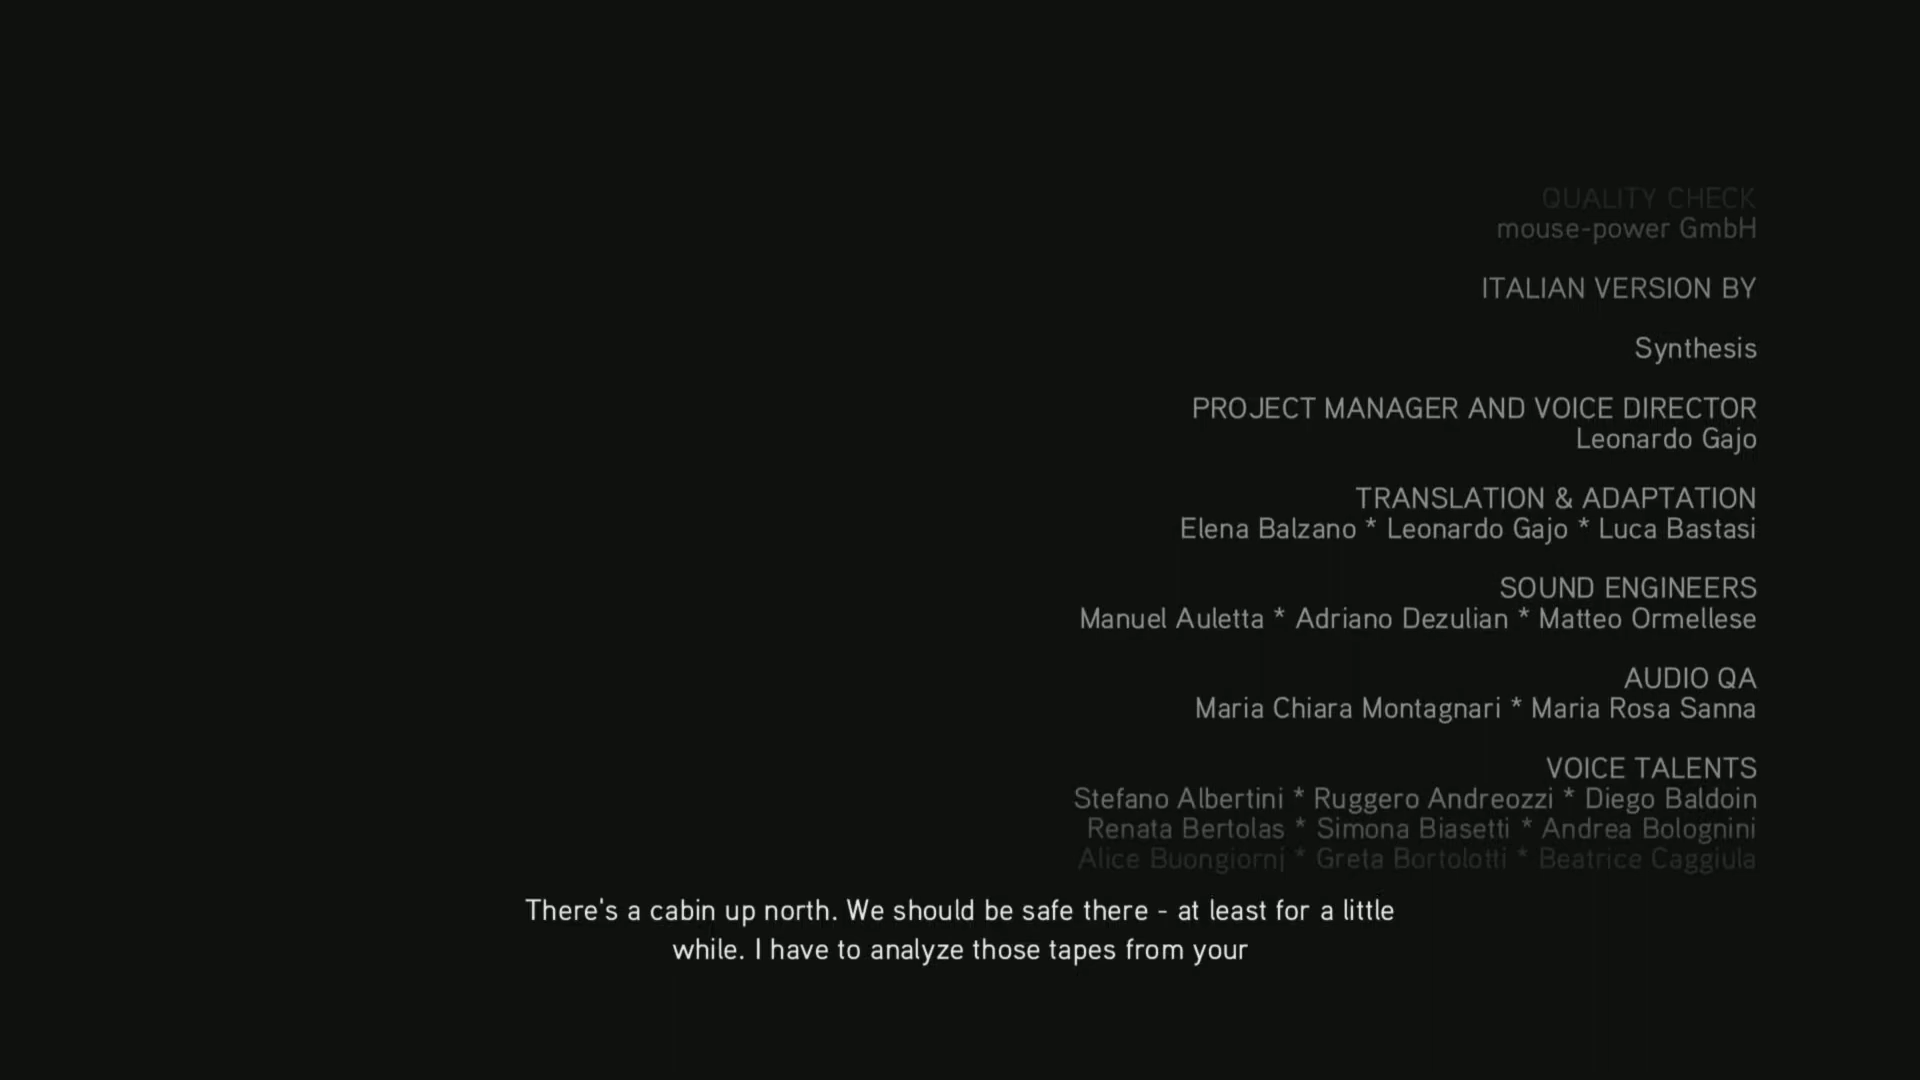 QUALITY CHECK
mouse-power GmbH
ITALIAN VERSION BY
Synthesis
PROJECT MANAGER AND VOICE DIRECTOR
Leonardo Gajo
TRANSLATION & ADAPTATION
Elena Balzano * Leonardo Gajo * Luca Bastasi
SOUND ENGINEERS
Manuel Auletta * Adriano Dezulian * Matteo Ormellese
AUDIO QA
Maria Chiara Montagnari * Maria Rosa Sanna
VOICE TALENTS
Stefano Albertini * Ruggero Andreozzi * Diego Baldoin
Renata Bertolas * Simona Biasetti * Andrea Bolognini
Alice Buongiorni * Greta Bortolotti * Beatrice Caggiula
There's a cabin up north. We should be safe there - at least for a little
while. I have to analyze those tapes from your